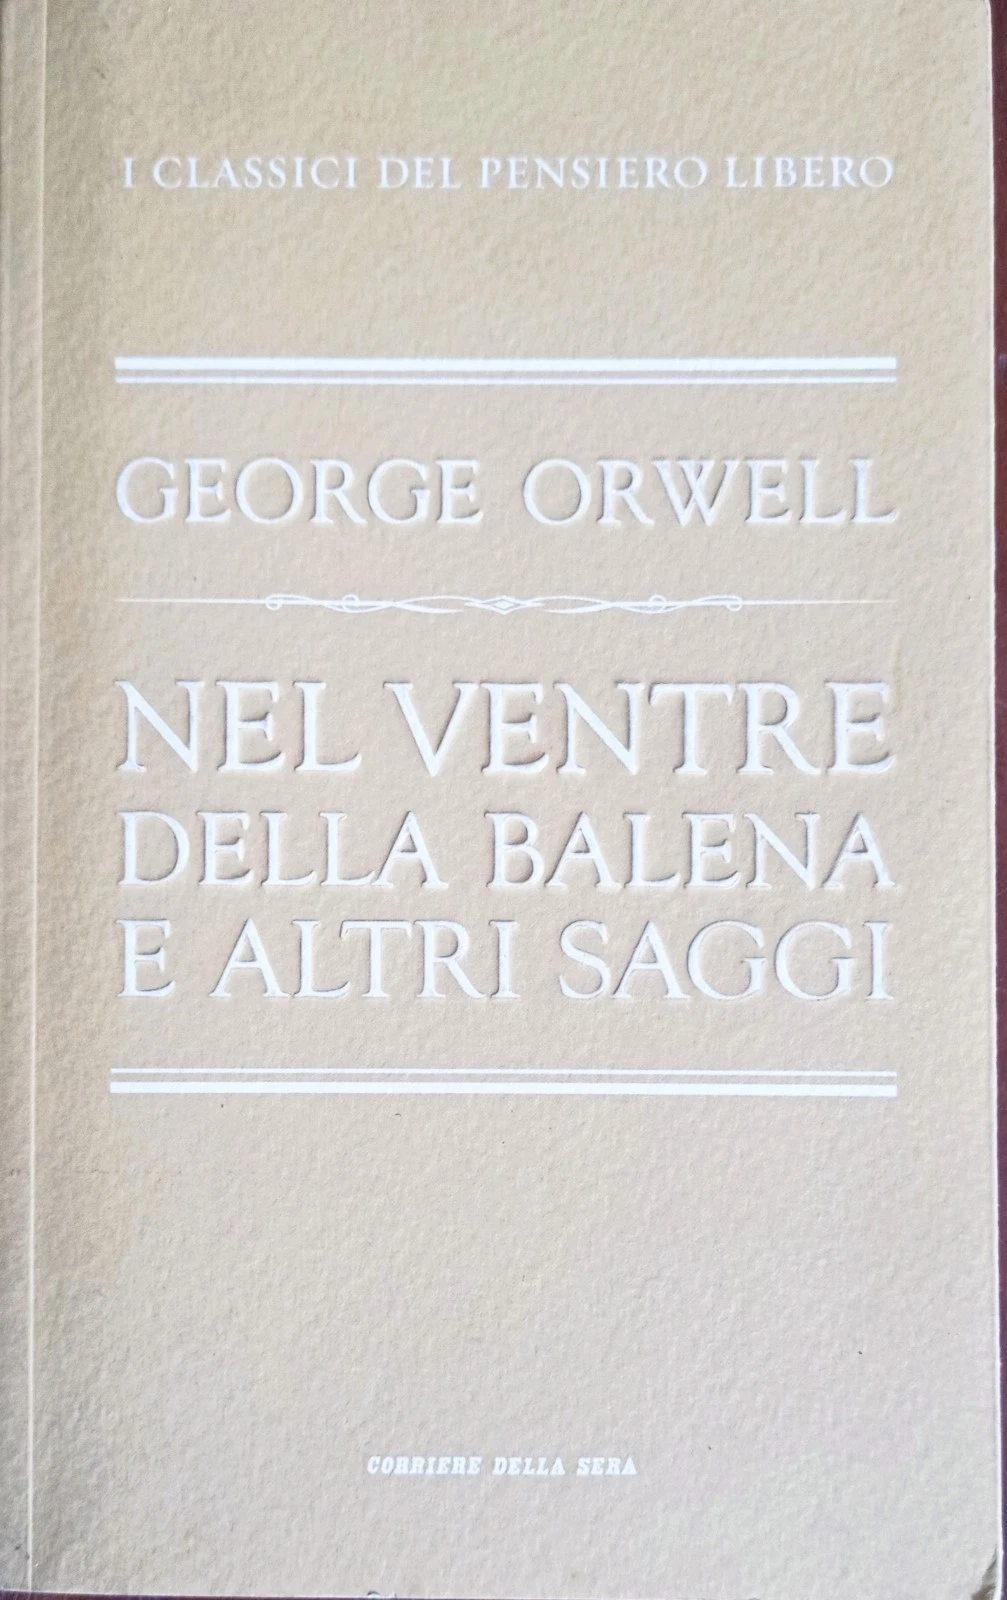 I CLASSICI DEL PENSIERO LIBERO
GEORGE ORWELL
NEL VENTRE
DELLA BALENA
E ALTRI SAGGI
CORRIERE DELLA SERA